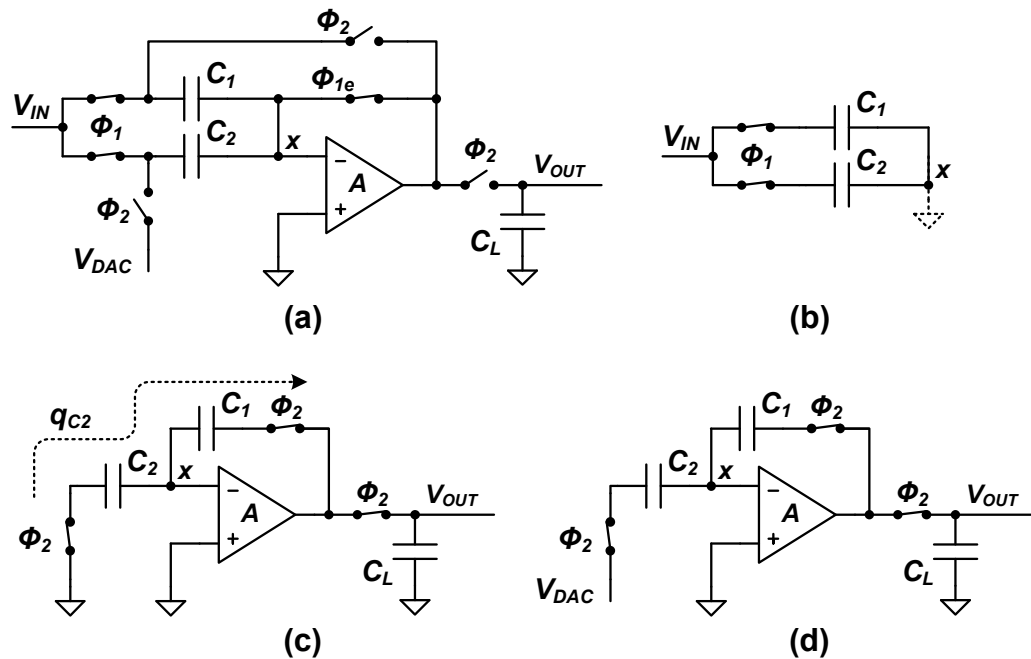 Φ2
C1
Φ1e
VIN
Φ1
C2
x
−
A
+
Φ2
VOUT
Φ2
CL
VDAC
(a)
C1
VIN
Φ1
C2
x
(b)
qC2
C1
Φ2
C2
x
−
A
+
Φ2
VOUT
Φ2
CL
(c)
C1
Φ2
C2
x
−
A
+
Φ2
VOUT
Φ2
CL
VDAC
(d)